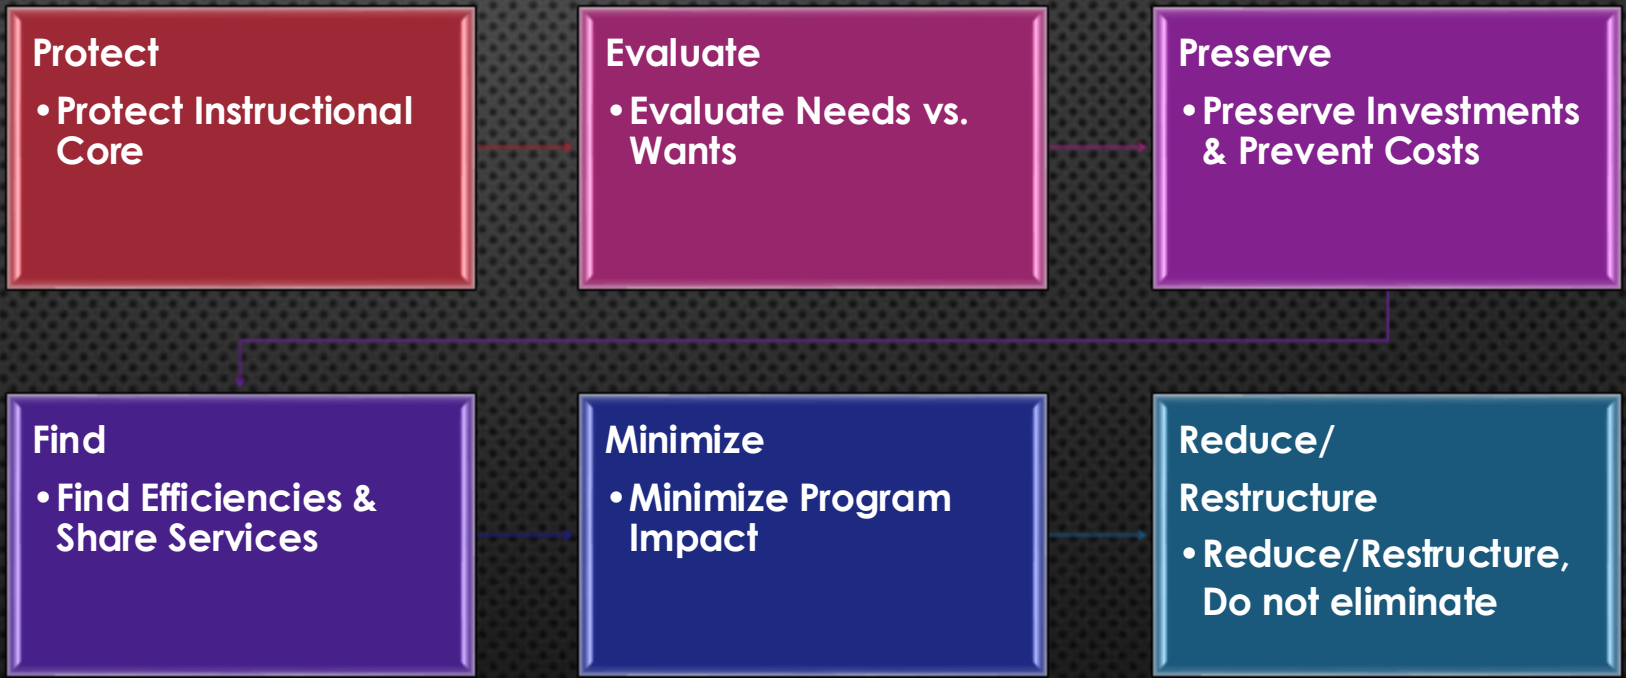 Protect
•Protect Instructional
Core
Evaluate
•Evaluate Needs vs.
Wants
Preserve
•Preserve Investments
& Prevent Costs
Find
•Find Efficiencies &
Share Services
Minimize
•Minimize Program
Impact
Reduce/
Restructure
•Reduce/Restructure,
Do not eliminate